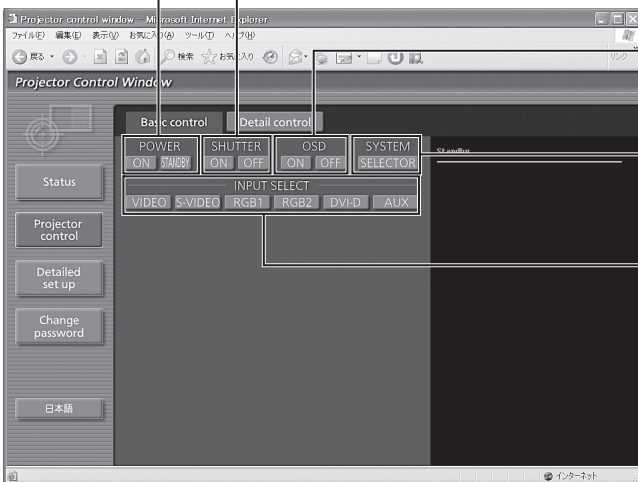 Projector control window - Microsoft Internet Explorer
ファイル(F) 編集(E) 表示(V) お気に入り(A) ツール(T) ヘルプ(H)
戻る 検索 お気に入り リンク
Projector Control Window
Basic control Detail control
POWER SHUTTER OSD SYSTEM
ON STANDBY ON OFF ON OFF SELECTOR
Standby
INPUT SELECT
VIDEO S-VIDEO RGB1 RGB2 DVI-D AUX
Status
Projector
control
Detailed
set up
Change
password
日本語
インターネット